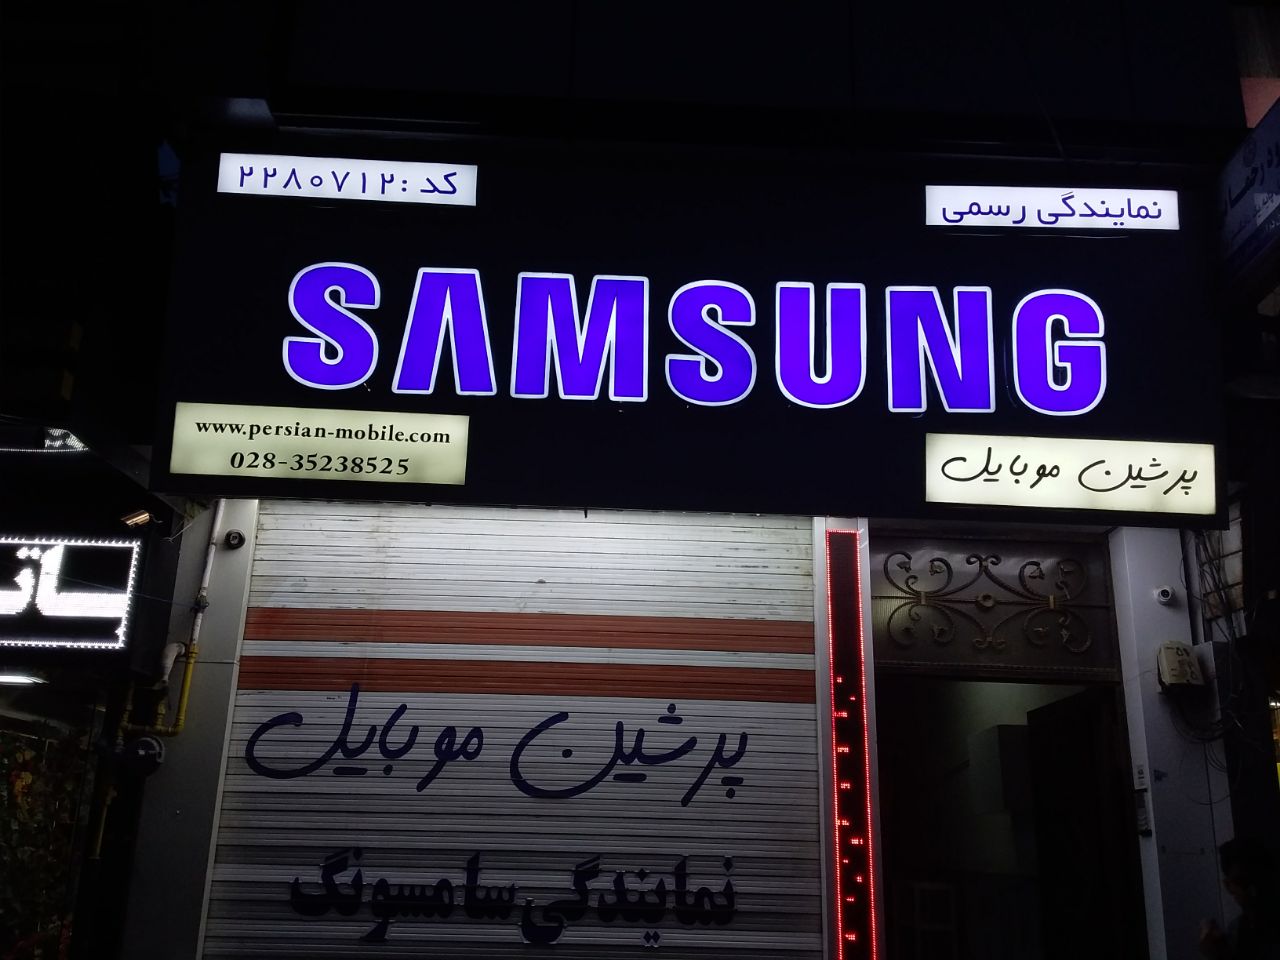 نمایندگی رسمی
کد :۲۲۸۰۷۱۲
SAMSUNG
www.persian-mobile.com
028-35238525
پرشین موبایل
پرشین موبایل
نمایندگی سامسونگ